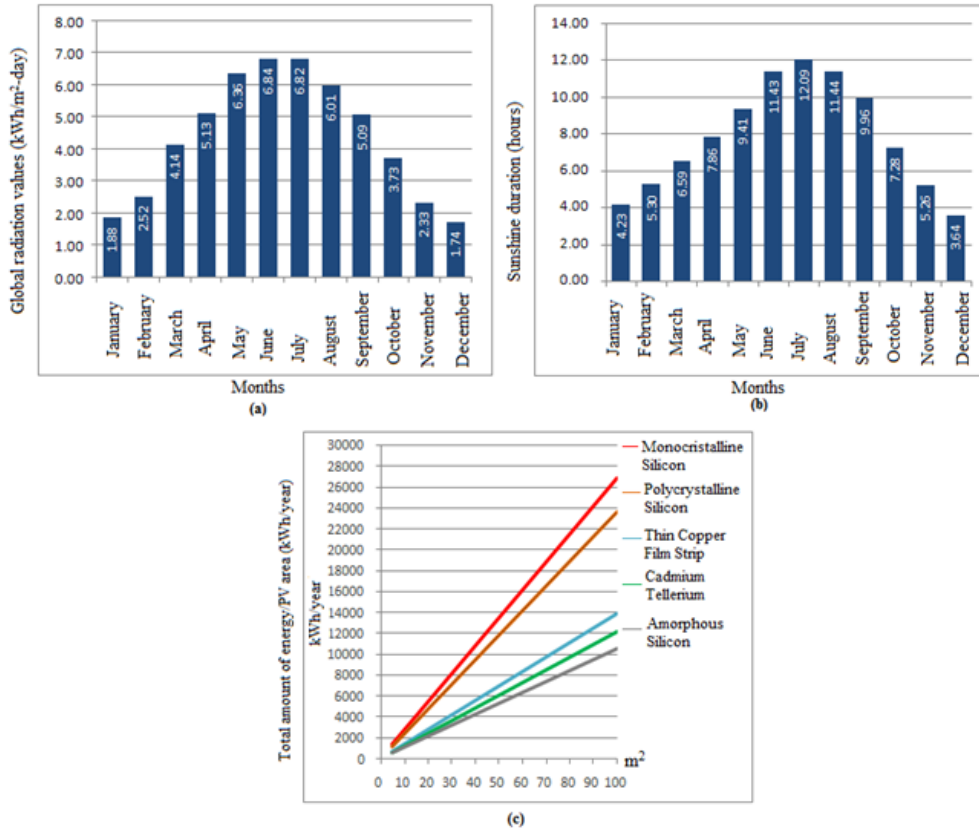 Global radiation values (kWh/m²-day)
8.00
7.00
6.00
5.00
4.00
3.00
2.00
1.00
0.00
1.88
2.52
4.14
5.13
6.36
6.84
6.82
6.01
5.09
3.73
2.33
1.74
January
February
March
April
May
June
July
August
September
October
November
December
Months
(a)
Sunshine duration (hours)
14.00
12.00
10.00
8.00
6.00
4.00
2.00
0.00
4.23
5.30
6.59
7.86
9.41
11.43
12.09
11.44
9.96
7.28
5.26
3.64
January
February
March
April
May
June
July
August
September
October
November
December
Months
(b)
Total amount of energy/PV area (kWh/year)
kWh/year
30000
28000
26000
24000
22000
20000
18000
16000
14000
12000
10000
8000
6000
4000
2000
0
0 10 20 30 40 50 60 70 80 90 100
m²
Monocristalline
Silicon
Polycrystalline
Silicon
Thin Copper
Film Strip
Cadmium
Tellerium
Amorphous
Silicon
(c)